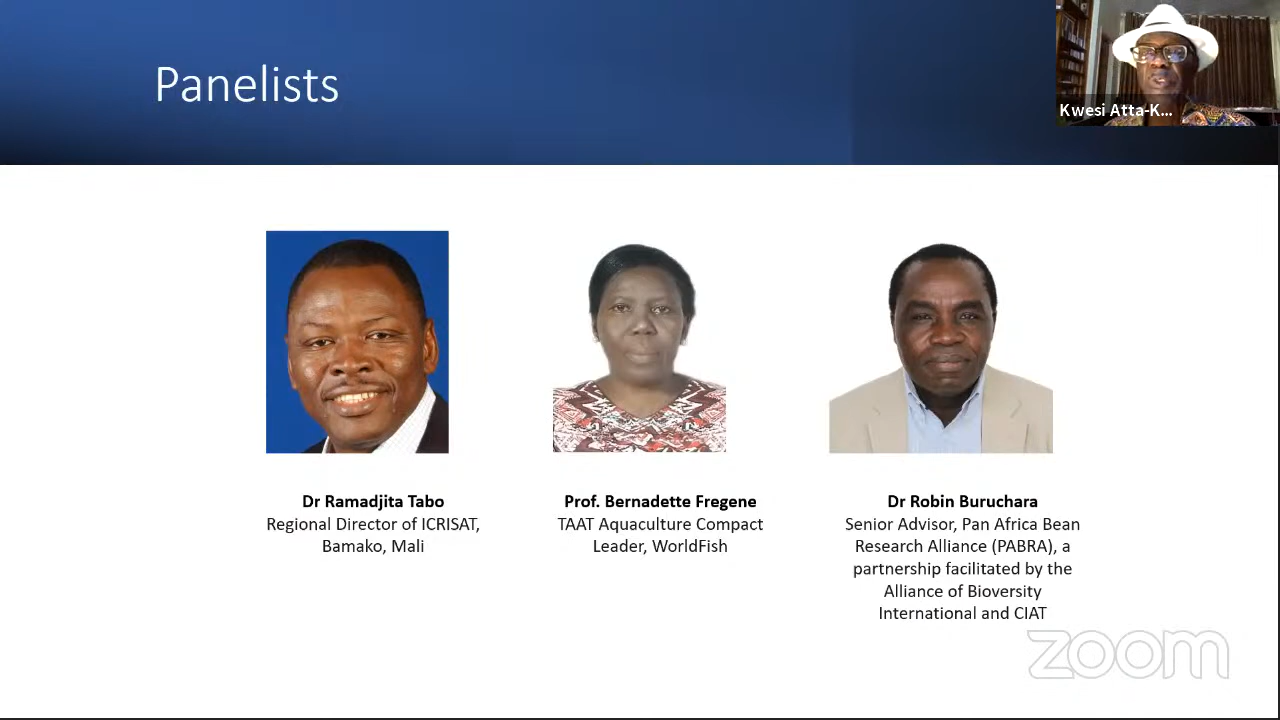 Panelists
Kwesi Atta-K...
Dr Ramadjita Tabo
Regional Director of ICRISAT,
Bamako, Mali
Prof. Bernadette Fregene
TAAT Aquaculture Compact
Leader, WorldFish
Dr Robin Buruchara
Senior Advisor, Pan Africa Bean
Research Alliance (PABRA), a
partnership facilitated by the
Alliance of Bioversity
International and CIAT
zoom